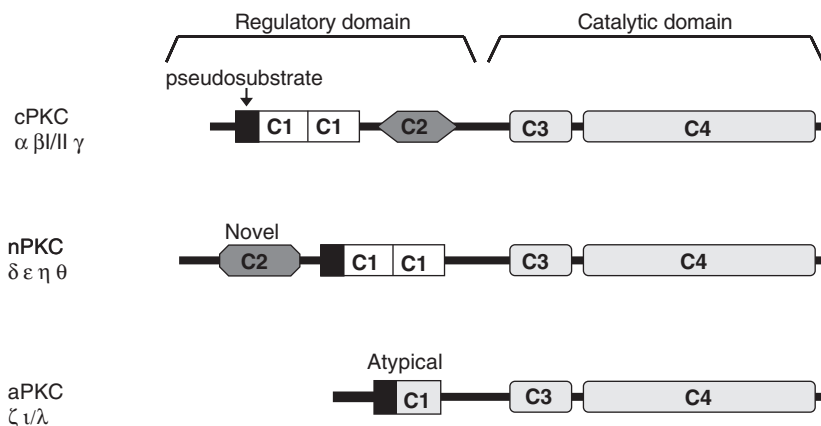 Regulatory domain Catalytic domain
pseudosubstrate
cPKC
α βI/II γ
C1 C1 C2 C3 C4
Novel
nPKC
δ ε η θ
C2 C1 C1 C3 C4
Atypical
aPKC
ζ ι/λ
C1 C3 C4